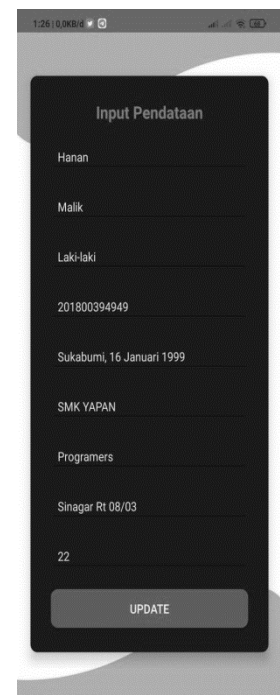 1:26 | 0,0KB/d
Input Pendataan
Hanan
Malik
Laki-laki
201800394949
Sukabumi, 16 Januari 1999
SMK YAPAN
Programers
Sinagar Rt 08/03
22
UPDATE